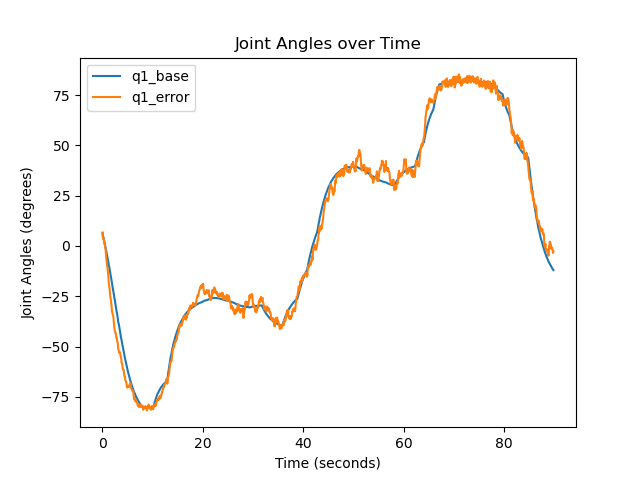 Joint Angles over Time
q1_base
q1_error
Joint Angles (degrees)
75
50
25
0
−25
−50
−75
0 20 40 60 80
Time (seconds)